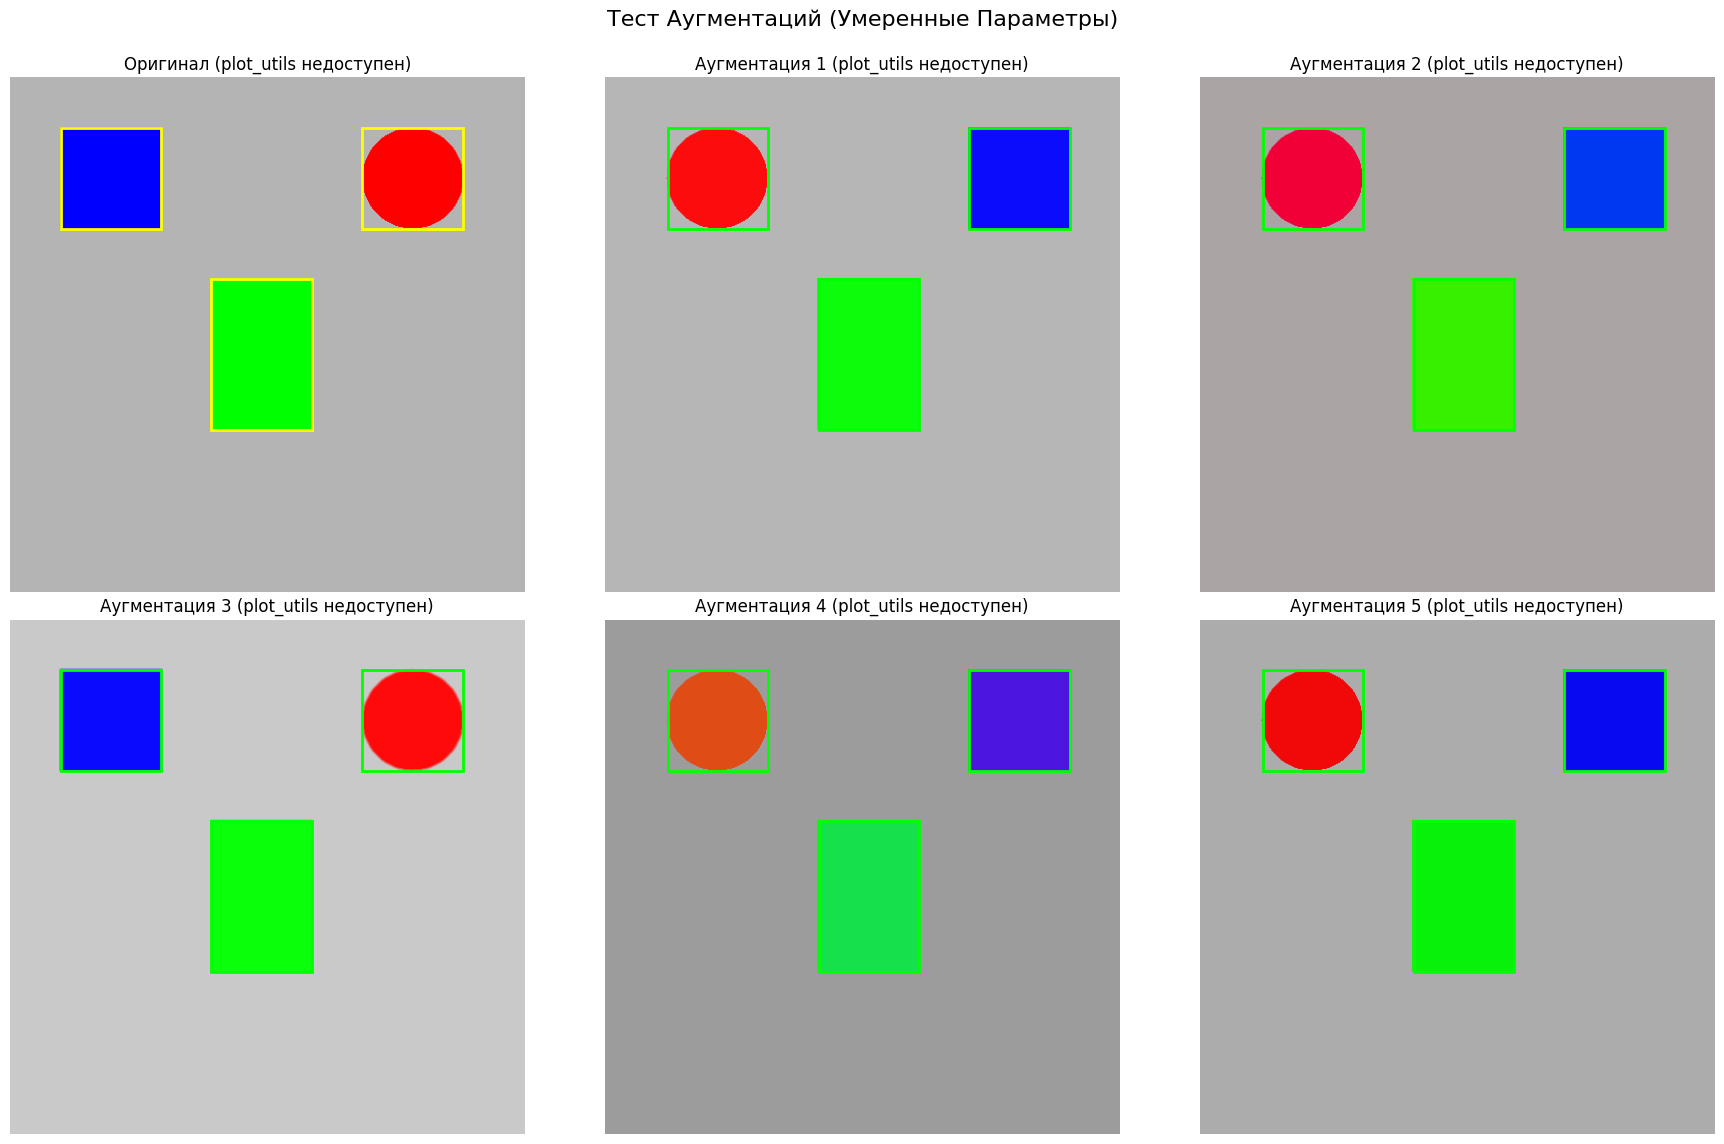 Тест Аугментаций (Умеренные Параметры)
Оригинал (plot_utils недоступен)
Аугментация 1 (plot_utils недоступен)
Аугментация 2 (plot_utils недоступен)
Аугментация 3 (plot_utils недоступен)
Аугментация 4 (plot_utils недоступен)
Аугментация 5 (plot_utils недоступен)